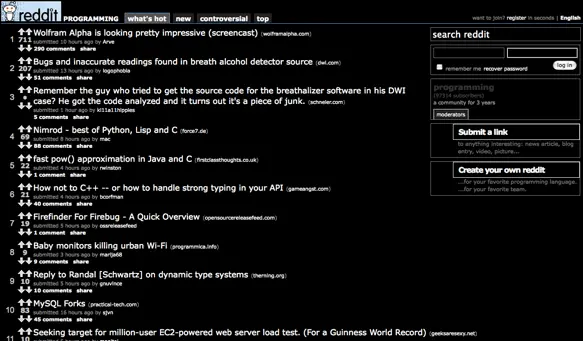 reddit PROGRAMMING what's hot new controversial top
want to join? register in seconds | English
search reddit
remember me recover password log in
programming
(97314 subscribers)
a community for 3 years
moderators
Submit a link
to anything interesting: news article, blog
entry, video, picture...
Create your own reddit
...for your favorite programming language.
...for your favorite team.
1 711 Wolfram Alpha is looking pretty impressive (screencast) (wolframalpha.com)
submitted 10 hours ago by Arve
290 comments share
2 207 Bugs and inaccurate readings found in breath alcohol detector source (dwi.com)
submitted 13 hours ago by logophobia
51 comments share
3 Remember the guy who tried to get the source code for the breathalizer software in his DWI
case? He got the code analyzed and it turns out it's a piece of junk. (schneier.com)
submitted 1 hour ago by kl11allhippies
5 comments share
4 69 Nimrod - best of Python, Lisp and C (force7.de)
submitted 8 hours ago by mac
88 comments share
5 22 fast pow() approximation in Java and C (firstclassthoughts.co.uk)
submitted 4 hours ago by rwinston
1 comment share
6 21 How not to C++ -- or how to handle strong typing in your API (gameangst.com)
submitted 6 hours ago by bcorfman
40 comments share
7 19 Firefinder For Firebug - A Quick Overview (opensourcereleasefeed.com)
submitted 5 hours ago by ossreleasefeed
1 comment share
8 9 Baby monitors killing urban Wi-Fi (programmica.info)
submitted 3 hours ago by marija68
9 comments share
9 10 Reply to Randal [Schwartz] on dynamic type systems (therning.org)
submitted 5 hours ago by gnuvince
10 comments share
10 83 MySQL Forks (practical-tech.com)
submitted 16 hours ago by sjvn
45 comments share
11 10 Seeking target for million-user EC2-powered web server load test. (For a Guinness World Record) (geeksaresexy.net)